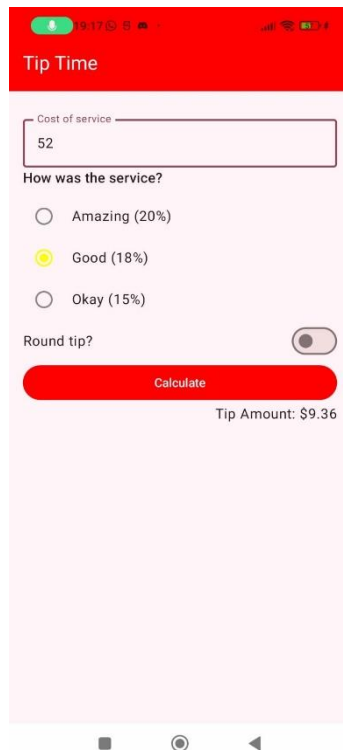 19:17
Tip Time
Cost of service
52
How was the service?
Amazing (20%)
Good (18%)
Okay (15%)
Round tip?
Calculate
Tip Amount: $9.36